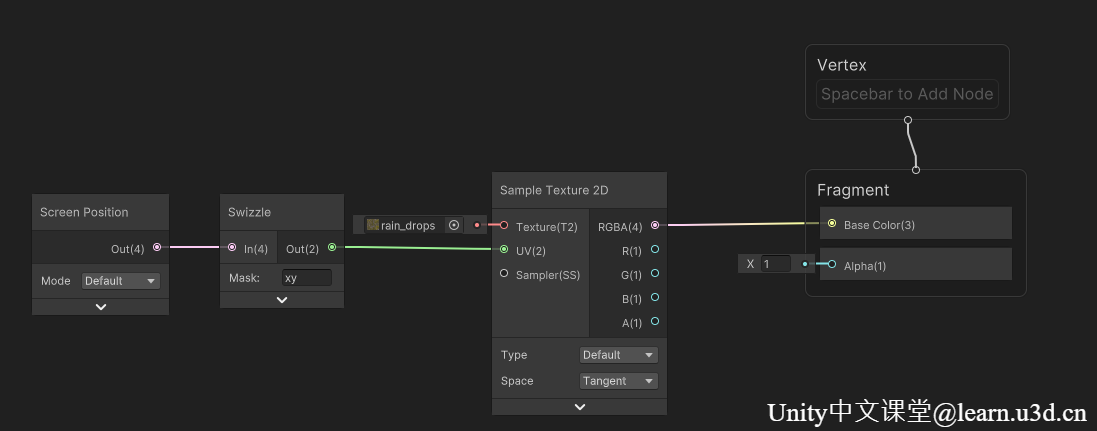 Vertex
Spacebar to Add Node
Fragment
Base Color(3)
X 1
Alpha(1)
Screen Position
Out(4)
Mode Default
Swizzle
In(4) Out(2)
Mask: xy
rain_drops
Sample Texture 2D
Texture(T2) RGBA(4)
UV(2) R(1)
Sampler(SS) G(1)
B(1)
A(1)
Type Default
Space Tangent
Unity中文课堂@learn.u3d.cn